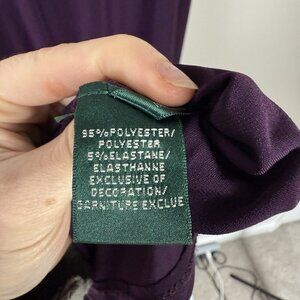 95%POLYESTER/
POLYESTER
5%ELASTANE/
ELASTHANNE
EXCLUSIVE OF
DECORATION/
GARNITURE EXCLUE